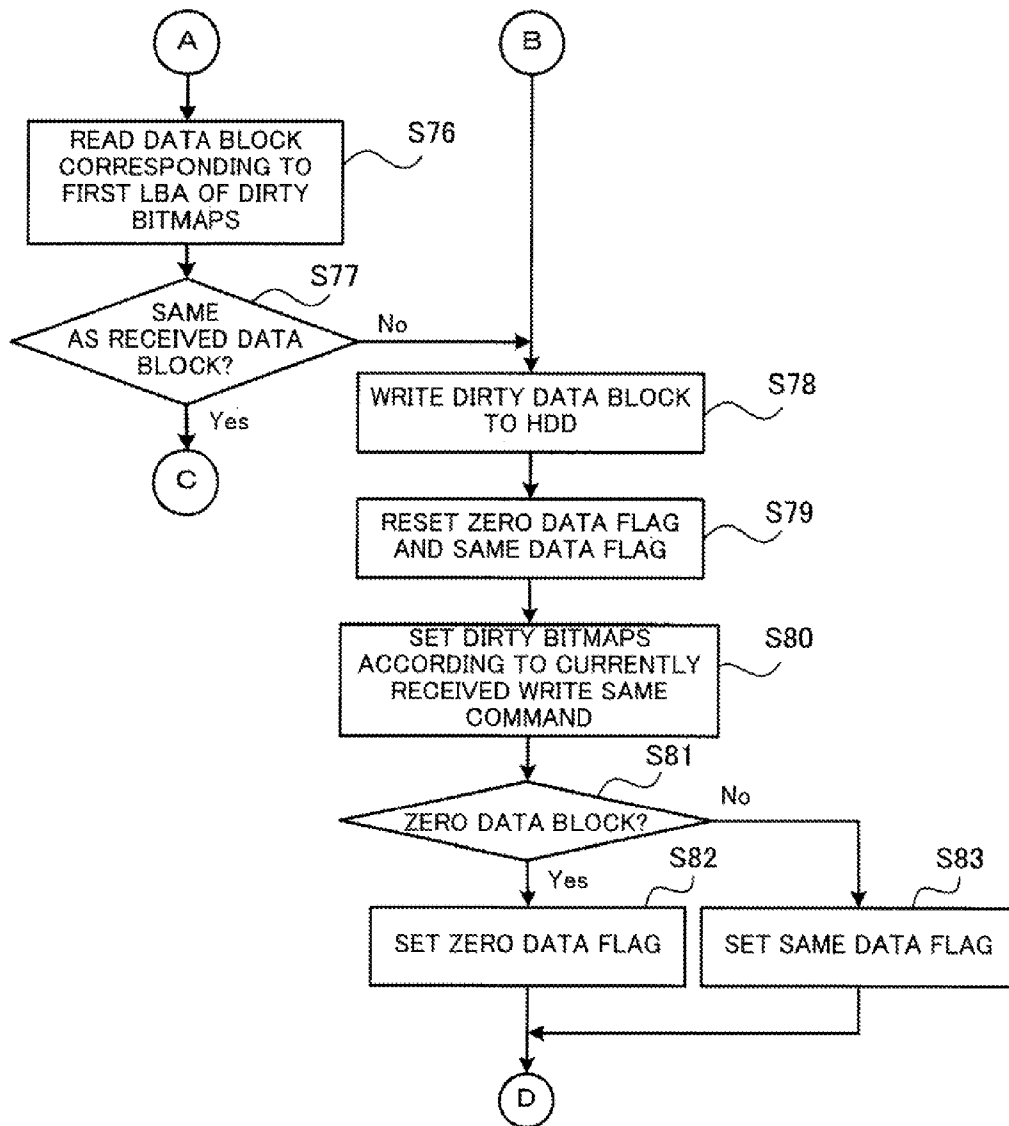 A
B
READ DATA BLOCK
CORRESPONDING TO
FIRST LBA OF DIRTY
BITMAPS
S76
SAME
AS RECEIVED DATA
BLOCK?
S77
No
Yes
C
WRITE DIRTY DATA BLOCK
TO HDD
S78
RESET ZERO DATA FLAG
AND SAME DATA FLAG
S79
SET DIRTY BITMAPS
ACCORDING TO CURRENTLY
RECEIVED WRITE SAME
COMMAND
S80
ZERO DATA BLOCK?
S81
No
Yes
S82
SET ZERO DATA FLAG
S83
SET SAME DATA FLAG
D